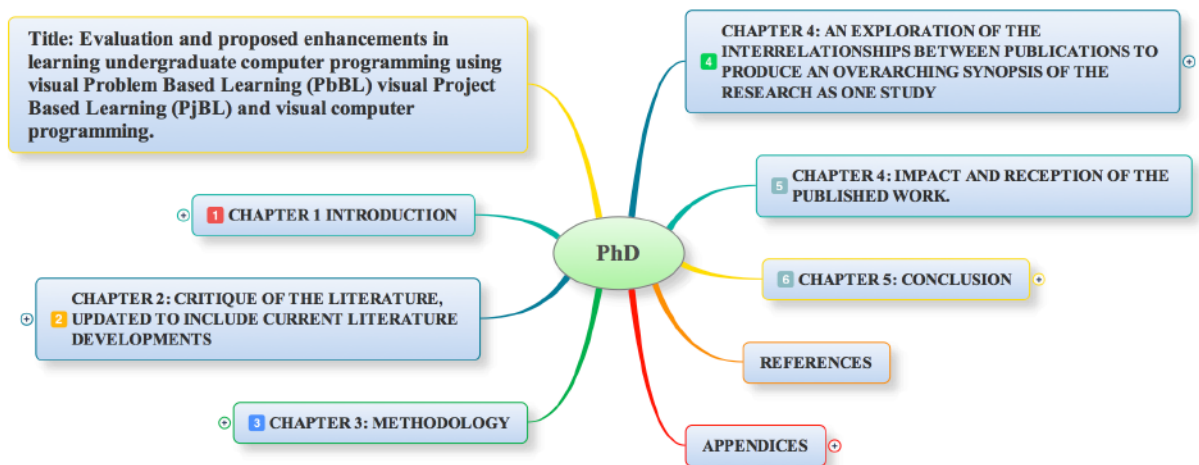 Title: Evaluation and proposed enhancements in
learning undergraduate computer programming using
visual Problem Based Learning (PbBL) visual Project
Based Learning (PjBL) and visual computer
programming.
1 CHAPTER 1 INTRODUCTION
CHAPTER 2: CRITIQUE OF THE LITERATURE,
2 UPDATED TO INCLUDE CURRENT LITERATURE
DEVELOPMENTS
3 CHAPTER 3: METHODOLOGY
PhD
CHAPTER 4: AN EXPLORATION OF THE
INTERRELATIONSHIPS BETWEEN PUBLICATIONS TO
4 PRODUCE AN OVERARCHING SYNOPSIS OF THE
RESEARCH AS ONE STUDY
5 CHAPTER 4: IMPACT AND RECEPTION OF THE
PUBLISHED WORK.
6 CHAPTER 5: CONCLUSION
REFERENCES
APPENDICES